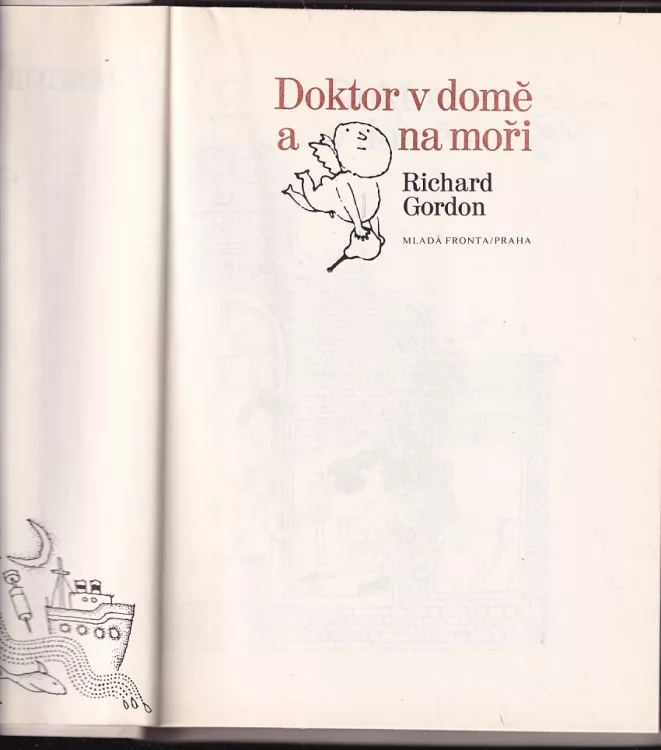 Doktor v domě
a na moři
Richard
Gordon
MLADÁ FRONTA/PRAHA